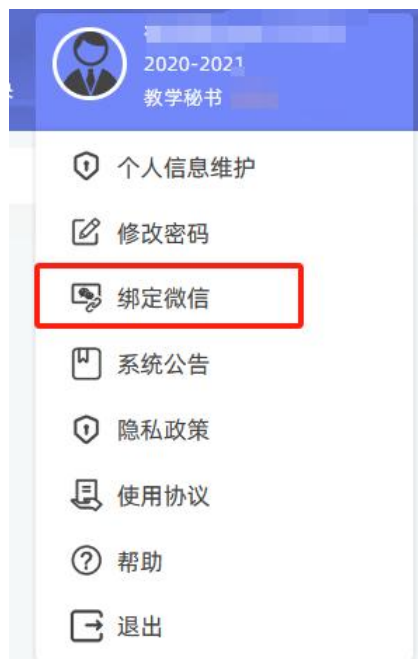 2020-2021
教学秘书
个人信息维护
修改密码
绑定微信
系统公告
隐私政策
使用协议
帮助
退出